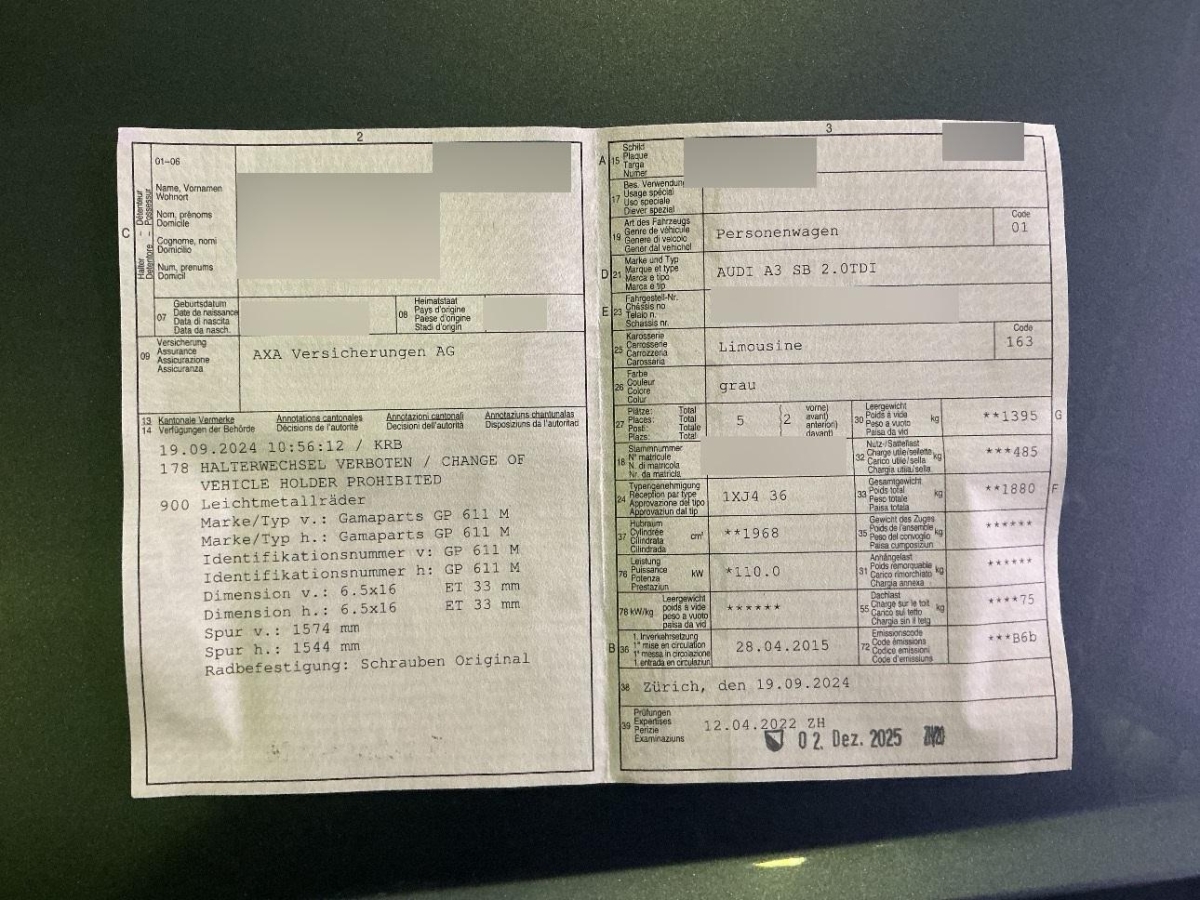 2
01–06
Name, Vornamen
Wohnort
Nom, prénoms
Domicile
Cognome, nomi
Domicilio
Num, prenums
Domicil
C
Halter – Détenteur
Detentore – Possessur
07
Geburtsdatum
Date de naissance
Data di nascita
Data da nasch.
08
Heimatstaat
Pays d'origine
Paese d'origine
Stadi d'origin
09
Versicherung
Assurance
Assicurazione
Assicuranza
AXA Versicherungen AG
13 Kantonale Vermerke Annotations cantonales Annotazioni cantonali Annotaziuns chantunalas
14 Verfügungen der Behörde Décisions de l'autorité Decisioni dell'autorità Disposiziuns da l'autoritad
19.09.2024 10:56:12 / KRB
178 HALTERWECHSEL VERBOTEN / CHANGE OF
VEHICLE HOLDER PROHIBITED
900 Leichtmetallräder
Marke/Typ v.: Gamaparts GP 611 M
Marke/Typ h.: Gamaparts GP 611 M
Identifikationsnummer v: GP 611 M
Identifikationsnummer h: GP 611 M
Dimension v.: 6.5x16 ET 33 mm
Dimension h.: 6.5x16 ET 33 mm
Spur v.: 1574 mm
Spur h.: 1544 mm
Radbefestigung: Schrauben Original
3
A 15
Schild
Plaque
Targa
Numer
17
Bes. Verwendung
Usage spécial
Uso speciale
Diever spezial
19
Art des Fahrzeugs
Genre de véhicule
Genere di veicolo
Gener dal vehichel
Personenwagen
Code
01
D 21
Marke und Typ
Marque et type
Marca e tipo
Marca e tip
AUDI A3 SB 2.0TDI
E 23
Fahrgestell-Nr.
Châssis no
Telaio n.
Schassis nr.
25
Karosserie
Carrosserie
Carrozzeria
Carossaria
Limousine
Code
163
26
Farbe
Couleur
Colore
Colur
grau
27
Plätze: Total
Places: Total
Post: Totale
Plazs: Total
5 2
vorne)
avant)
anteriori)
davant)
30
Leergewicht
Poids à vide
Peso a vuoto
Paisa da vid
kg
**1395
G
18
Stammnummer
N° matricule
N. di matricola
Nr. da matricla
32
Nutz-/Sattellast
Charge utile/sellette
Carico utile/sella
Chargia utila/sella
kg
***485
24
Typengenehmigung
Réception par type
Approvazione del tipo
Approvaziun dal tip
1XJ4 36
33
Gesamtgewicht
Poids total
Peso totale
Paisa totala
kg
**1880
F
37
Hubraum
Cylindrée
Cilindrata
Cilindrada
cm³
**1968
35
Gewicht des Zuges
Poids de l'ensemble
Peso del convoglio
Paisa cumposiziun
kg
******
76
Leistung
Puissance
Potenza
Prestaziun
kW
*110.0
31
Anhängelast
Poids remorquable
Carico rimorchiato
Chargia annexa
kg
******
78 kW/kg
Leergewicht
poids à vide
peso a vuoto
paisa da vid
******
55
Dachlast
Charge sur le toit
Carico sul tetto
Chargia sin il tetg
kg
****75
B 36
1. Inverkehrsetzung
1re mise en circulation
1a messa in circolazione
1. entrada en circulaziun
28.04.2015
72
Emissionscode
Code émissions
Codice emissioni
Code d'emissiuns
***B6b
38 Zürich, den 19.09.2024
39
Prüfungen
Expertises
Perizie
Examinaziuns
12.04.2022 ZH
02. Dez. 2025